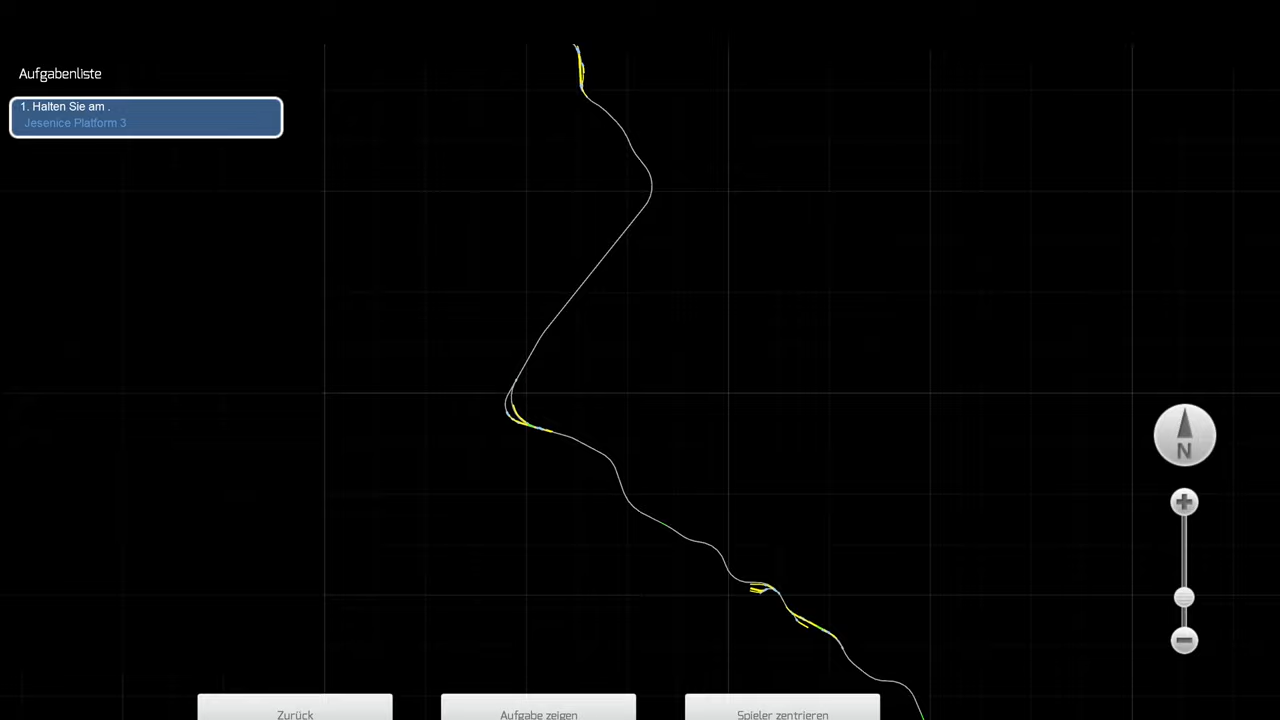 Aufgabenliste
1. Halten Sie am .
Jesenice Platform 3
N
Zurück
Aufgabe zeigen
Spieler zentrieren